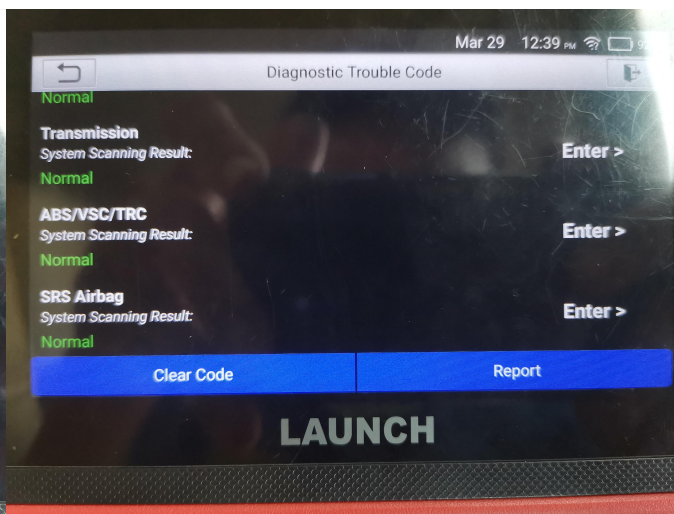 Mar 29 12:39 PM
Diagnostic Trouble Code
Normal
Transmission
System Scanning Result:
Enter >
Normal
ABS/VSC/TRC
System Scanning Result:
Enter >
Normal
SRS Airbag
System Scanning Result:
Enter >
Normal
Clear Code
Report
LAUNCH